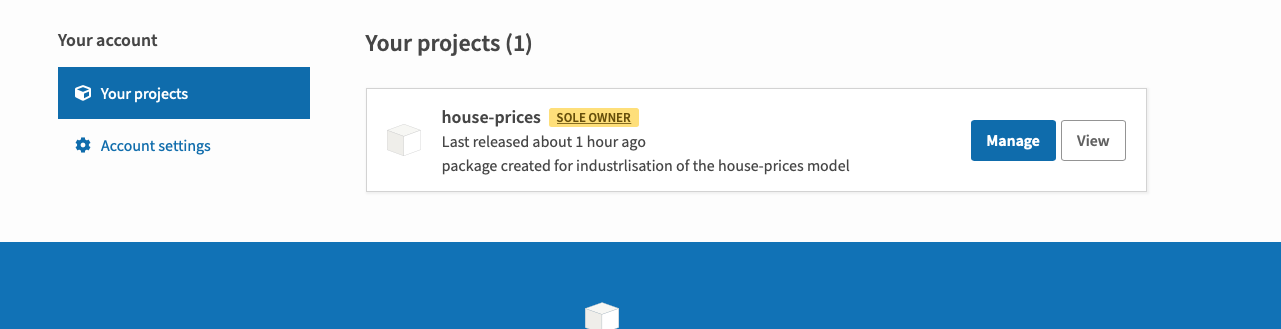 Your account
Your projects
Account settings
Your projects (1)
house-prices SOLE OWNER
Last released about 1 hour ago
package created for industrlisation of the house-prices model
Manage
View